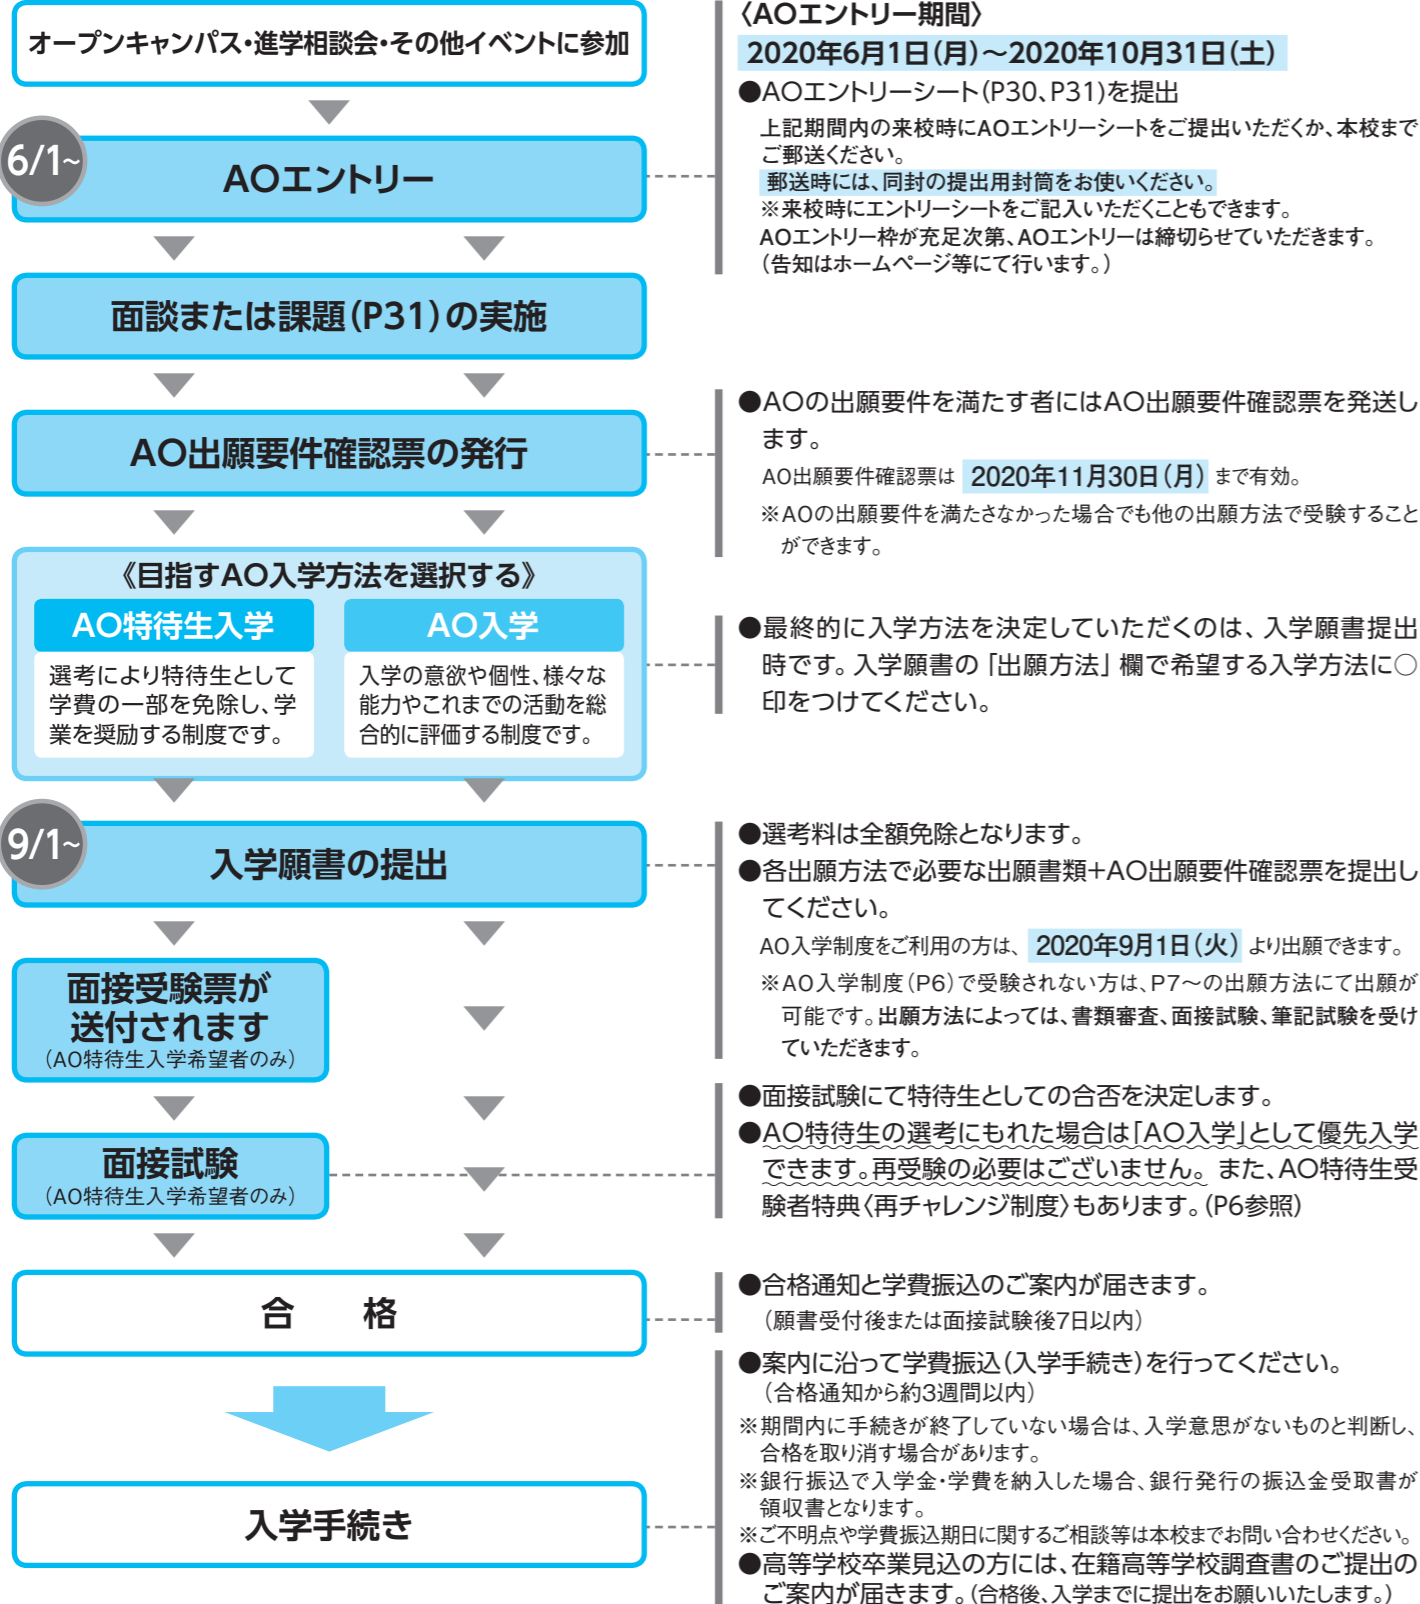 オープンキャンパス・進学相談会・その他イベントに参加
6/1~
AOエントリー
面談または課題（P31）の実施
AO出願要件確認票の発行
《目指すAO入学方法を選択する》
AO特待生入学
選考により特待生として
学費の一部を免除し、学
業を奨励する制度です。
AO入学
入学の意欲や個性、様々な
能力やこれまでの活動を総
合的に評価する制度です。
9/1~
入学願書の提出
面接受験票が
送付されます
（AO特待生入学希望者のみ）
面接試験
（AO特待生入学希望者のみ）
合　格
入学手続き
〈AOエントリー期間〉
2020年6月1日（月）～2020年10月31日（土）
●AOエントリーシート（P30、P31）を提出
上記期間内の来校時にAOエントリーシートをご提出いただくか、本校まで
ご郵送ください。
郵送時には、同封の提出用封筒をお使いください。
※来校時にエントリーシートをご記入いただくこともできます。
AOエントリー枠が充足次第、AOエントリーは締切らせていただきます。
（告知はホームページ等にて行います。）
●AOの出願要件を満たす者にはAO出願要件確認票を発送し
ます。
AO出願要件確認票は 2020年11月30日（月） まで有効。
※AOの出願要件を満たさなかった場合でも他の出願方法で受験すること
ができます。
●最終的に入学方法を決定していただくのは、入学願書提出
時です。入学願書の「出願方法」欄で希望する入学方法に○
印をつけてください。
●選考料は全額免除となります。
●各出願方法で必要な出願書類+AO出願要件確認票を提出し
てください。
AO入学制度をご利用の方は、 2020年9月1日（火） より出願できます。
※AO入学制度（P6）で受験されない方は、P7～の出願方法にて出願が
可能です。出願方法によっては、書類審査、面接試験、筆記試験を受け
ていただきます。
●面接試験にて特待生としての合否を決定します。
●AO特待生の選考にもれた場合は「AO入学」として優先入学
できます。再受験の必要はございません。また、AO特待生受
験者特典〈再チャレンジ制度〉もあります。（P6参照）
●合格通知と学費振込のご案内が届きます。
（願書受付後または面接試験後7日以内）
●案内に沿って学費振込（入学手続き）を行ってください。
（合格通知から約3週間以内）
※期間内に手続きが終了していない場合は、入学意思がないものと判断し、
合格を取り消す場合があります。
※銀行振込で入学金・学費を納入した場合、銀行発行の振込金受取書が
領収書となります。
※ご不明点や学費振込期日に関するご相談等は本校までお問い合わせください。
●高等学校卒業見込の方には、在籍高等学校調査書のご提出の
ご案内が届きます。（合格後、入学までに提出をお願いいたします。）